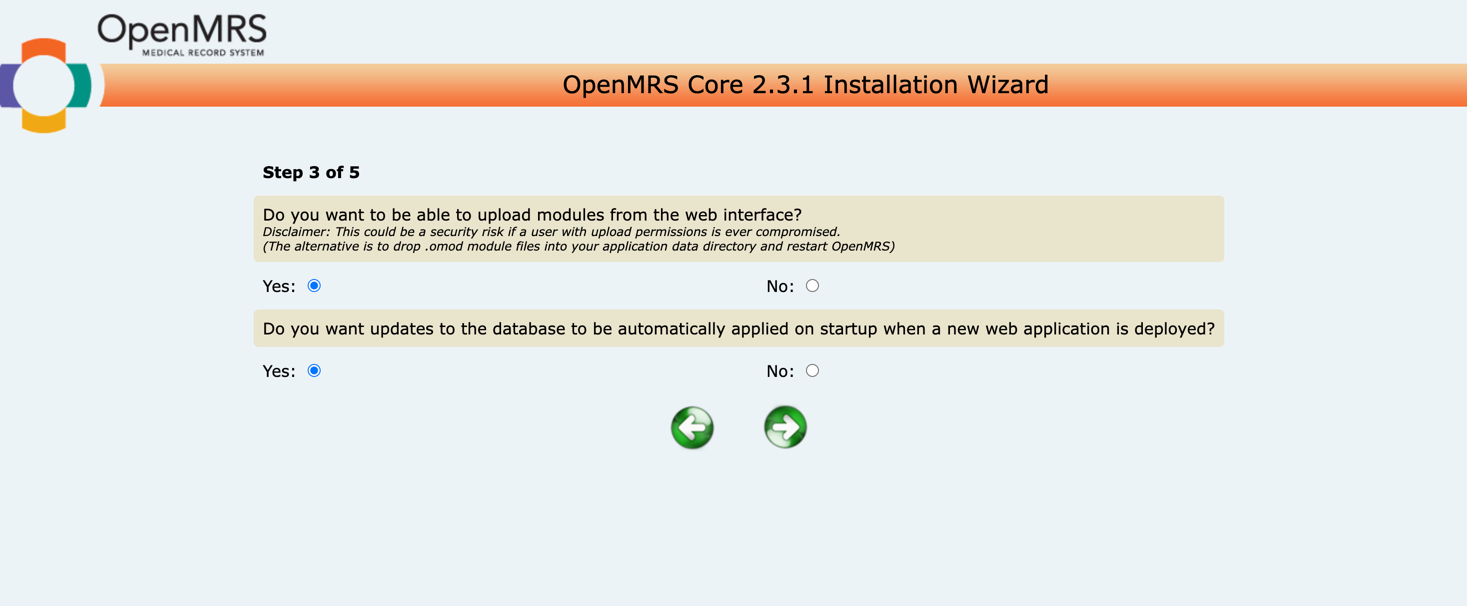 OpenMRS
MEDICAL RECORD SYSTEM
OpenMRS Core 2.3.1 Installation Wizard
Step 3 of 5
Do you want to be able to upload modules from the web interface?
Disclaimer: This could be a security risk if a user with upload permissions is ever compromised.
(The alternative is to drop .omod module files into your application data directory and restart OpenMRS)
Yes: No:
Do you want updates to the database to be automatically applied on startup when a new web application is deployed?
Yes: No: